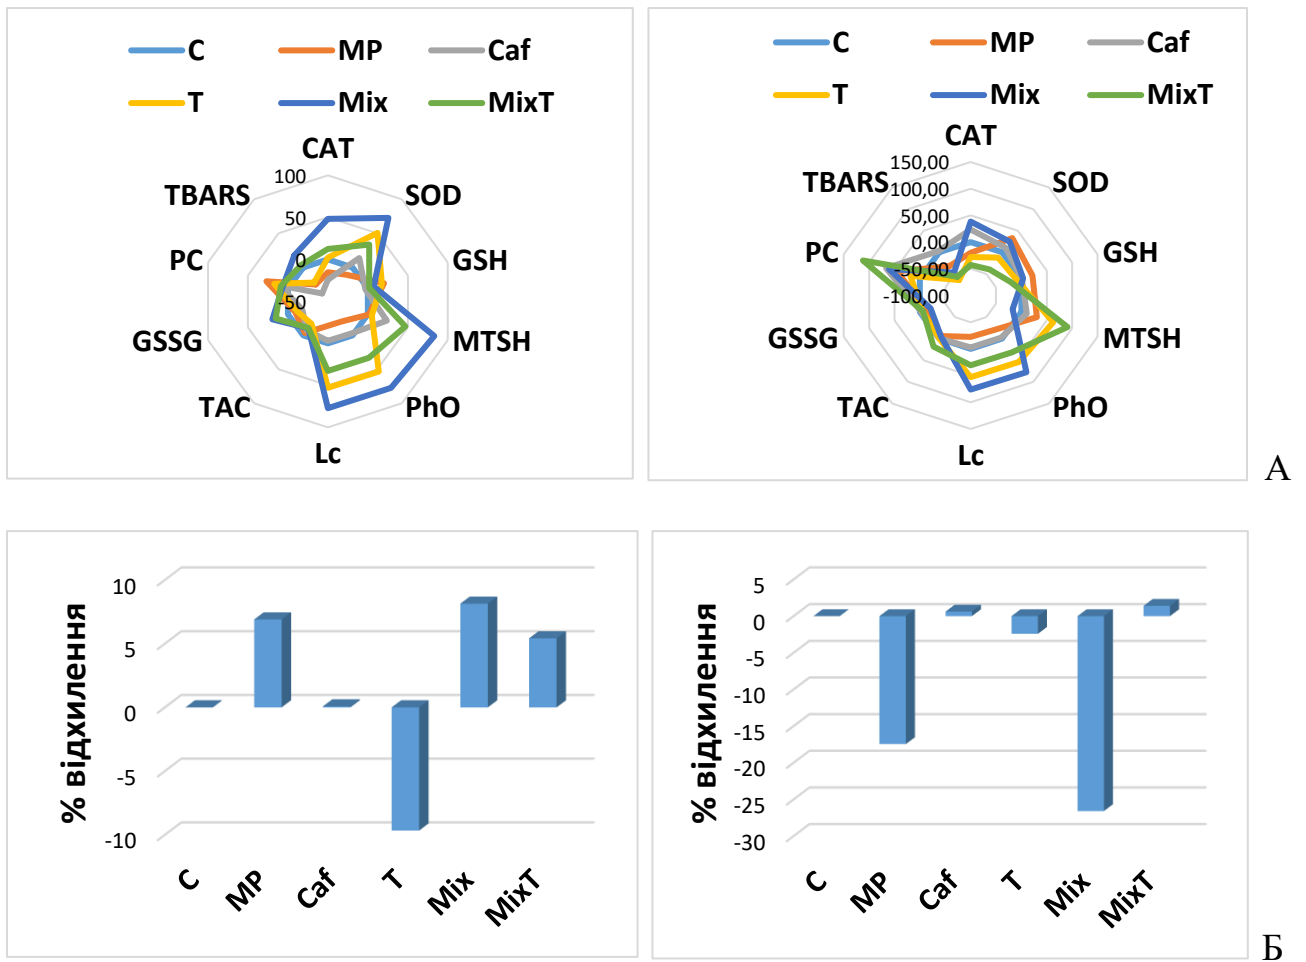 C MP Caf
T Mix MixT
CAT
SOD
GSH
MTSH
PhO
Lc
TAC
GSSG
PC
TBARS
100
50
0
-50
C MP Caf
T Mix MixT
CAT
SOD
GSH
MTSH
PhO
Lc
TAC
GSSG
PC
TBARS
150,00
100,00
50,00
0,00
-50,00
-100,00
А
% відхилення
10
5
0
-5
-10
C MP Caf T Mix MixT
% відхилення
5
0
-5
-10
-15
-20
-25
-30
C MP Caf T Mix MixT
Б